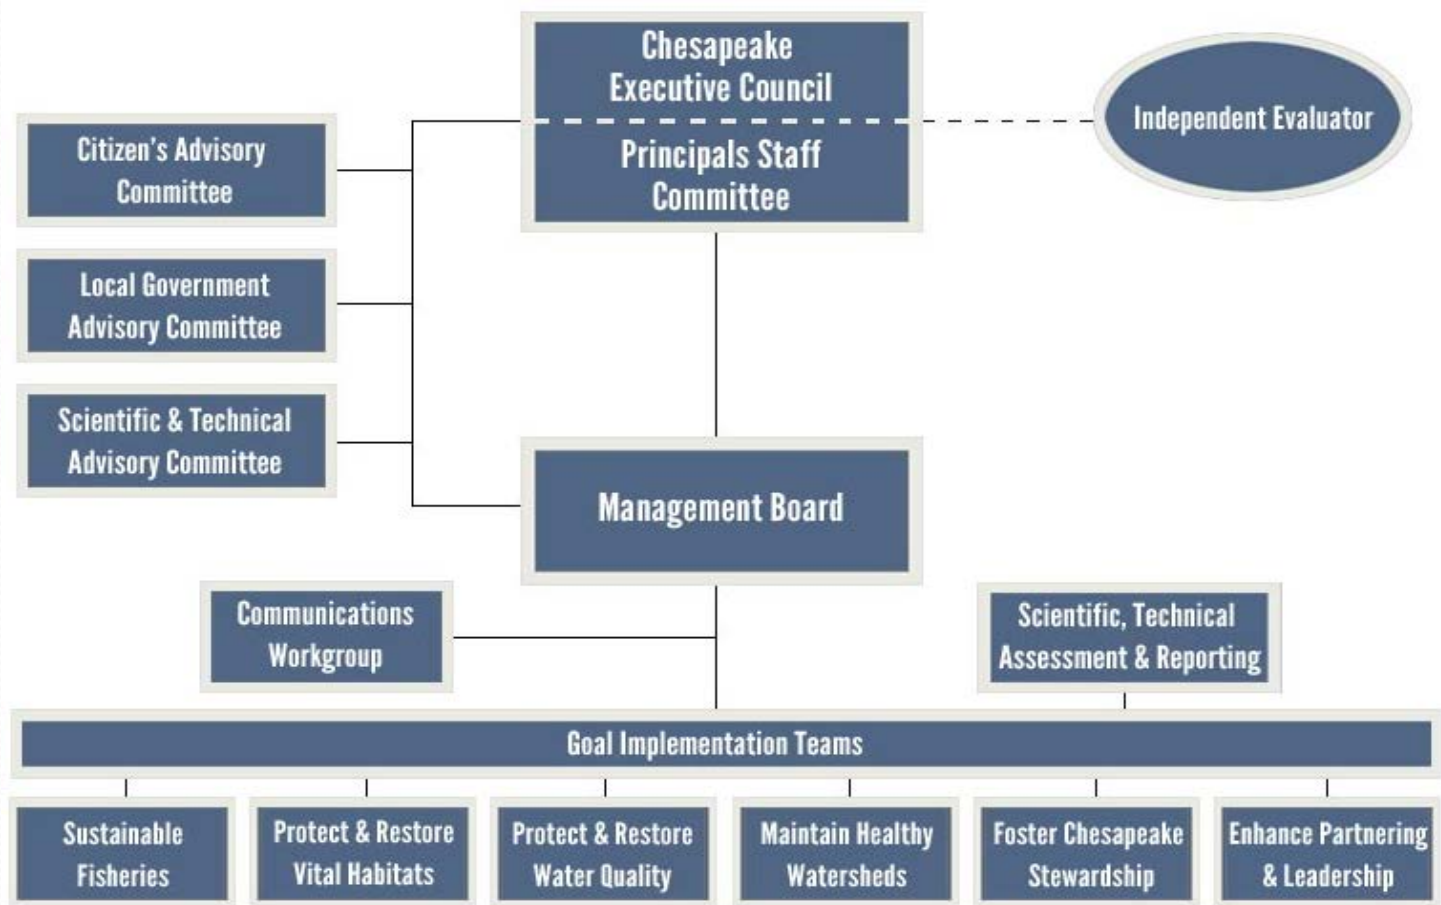 Chesapeake
Executive Council
Principals Staff
Committee
Independent Evaluator
Citizen's Advisory
Committee
Local Government
Advisory Committee
Scientific & Technical
Advisory Committee
Management Board
Communications
Workgroup
Scientific, Technical
Assessment & Reporting
Goal Implementation Teams
Sustainable
Fisheries
Protect & Restore
Vital Habitats
Protect & Restore
Water Quality
Maintain Healthy
Watersheds
Foster Chesapeake
Stewardship
Enhance Partnering
& Leadership